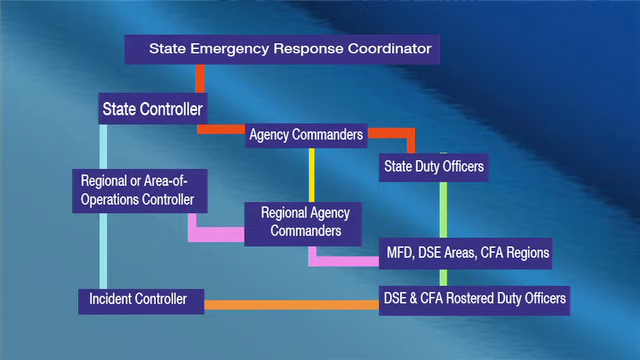 State Emergency Response Coordinator
State Controller
Agency Commanders
State Duty Officers
Regional or Area-of-
Operations Controller
Regional Agency
Commanders
MFD, DSE Areas, CFA Regions
Incident Controller
DSE & CFA Rostered Duty Officers